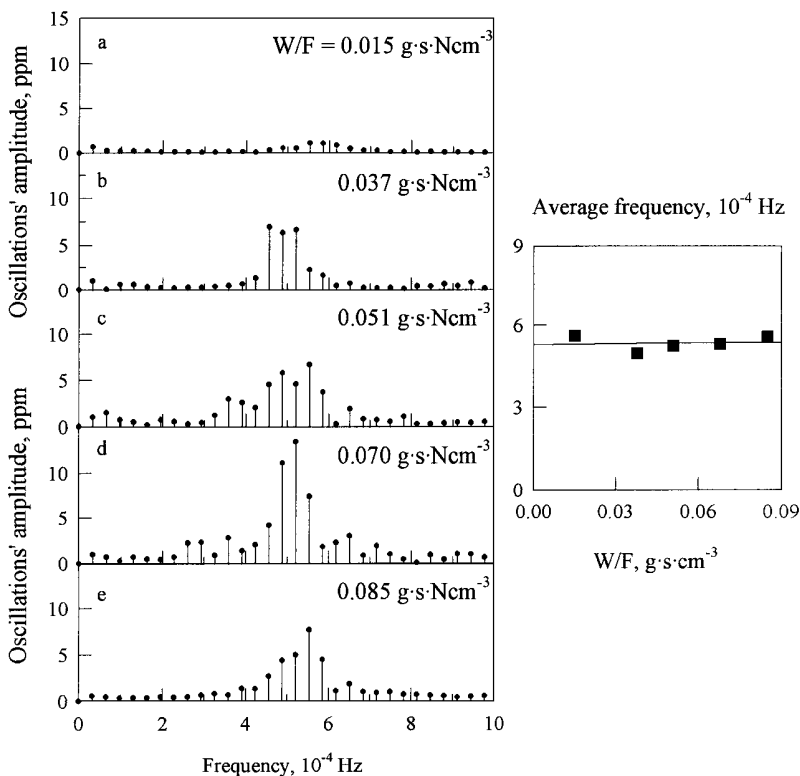 15
a
W/F = 0.015 g·s·Ncm⁻³
10
5
0
Oscillations' amplitude, ppm
b
0.037 g·s·Ncm⁻³
10
5
0
c
0.051 g·s·Ncm⁻³
10
5
0
Oscillations' amplitude, ppm
d
0.070 g·s·Ncm⁻³
10
5
0
e
0.085 g·s·Ncm⁻³
10
5
0
0 2 4 6 8 10
Frequency, 10⁻⁴ Hz
Average frequency, 10⁻⁴ Hz
9
6
3
0
0.00 0.03 0.06 0.09
W/F, g·s·cm⁻³